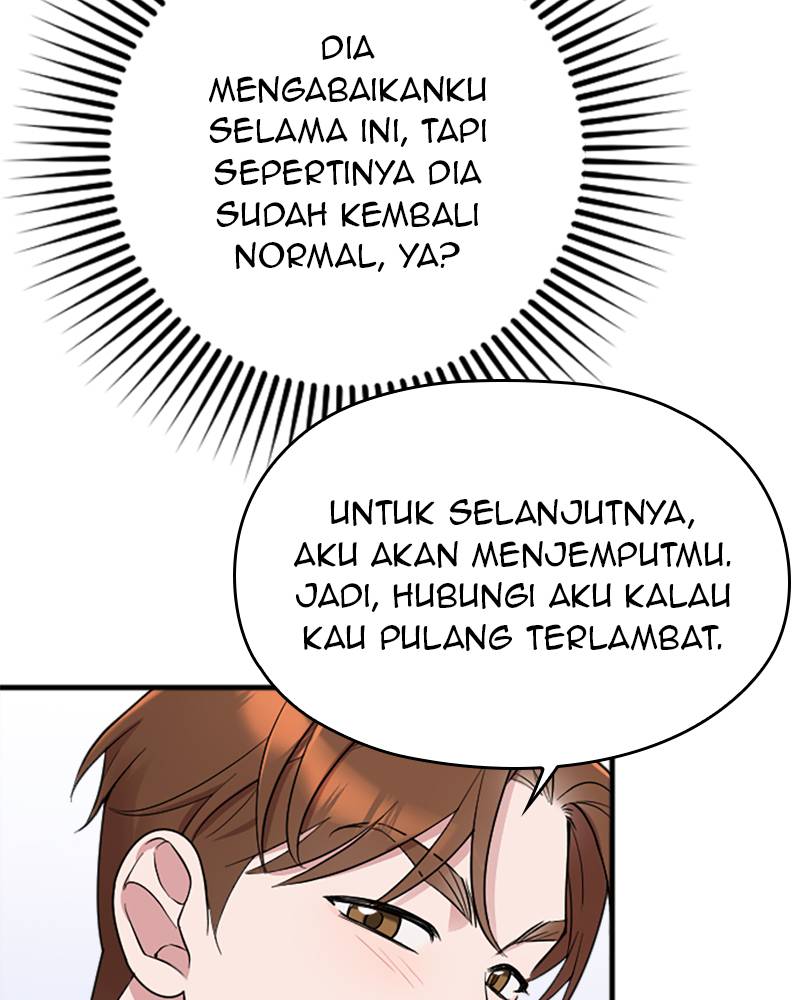 DIA
MENGABAIKANKU
SELAMA INI, TAPI
SEPERTINYA DIA
SUDAH KEMBALI
NORMAL, YA?
UNTUK SELANJUTNYA,
AKU AKAN MENJEMPUTMU.
JADI, HUBUNGI AKU KALAU
KAU PULANG TERLAMBAT.